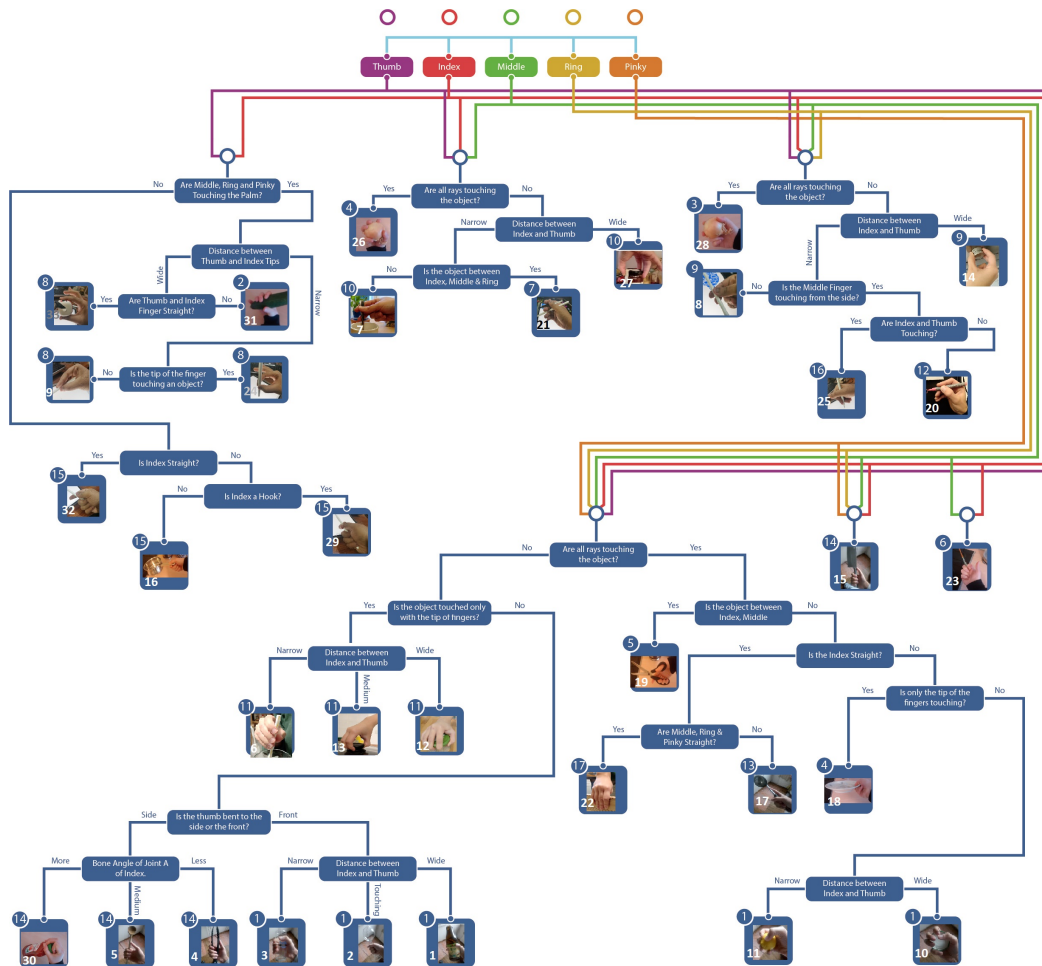 Thumb
Index
Middle
Ring
Pinky
No
Are Middle, Ring and Pinky
Touching the Palm?
Yes
Distance between
Thumb and Index Tips
Wide
Narrow
8
Yes
Are Thumb and Index
Finger Straight?
No
2
31
8
9
No
Is the tip of the finger
touching an object?
Yes
8
2
Yes
Is Index Straight?
No
15
32
No
Is Index a Hook?
Yes
15
16
15
29
Yes
Are all rays touching
the object?
No
4
26
Narrow
Distance between
Index and Thumb
Wide
10
27
No
Is the object between
Index, Middle & Ring
Yes
10
7
7
21
Yes
Are all rays touching
the object?
No
3
28
Narrow
Distance between
Index and Thumb
Wide
9
14
9
8
No
Is the Middle Finger
touching from the side?
Yes
Yes
Are Index and Thumb
Touching?
No
16
25
12
20
14
15
6
23
No
Are all rays touching
the object?
Yes
Yes
Is the object touched only
with the tip of fingers?
No
Narrow
Distance between
Index and Thumb
Wide
Medium
11
6
11
13
11
12
Yes
Is the object between
Index, Middle
No
5
19
Yes
Is the Index Straight?
No
Yes
Is only the tip of the
fingers touching?
No
4
18
Yes
Are Middle, Ring &
Pinky Straight?
No
17
22
13
17
Side
Is the thumb bent to the
side or the front?
Front
More
Bone Angle of Joint A
of Index.
Less
Medium
14
30
14
5
14
4
Narrow
Distance between
Index and Thumb
Wide
Touching
1
3
1
2
1
1
Narrow
Distance between
Index and Thumb
Wide
1
11
1
10